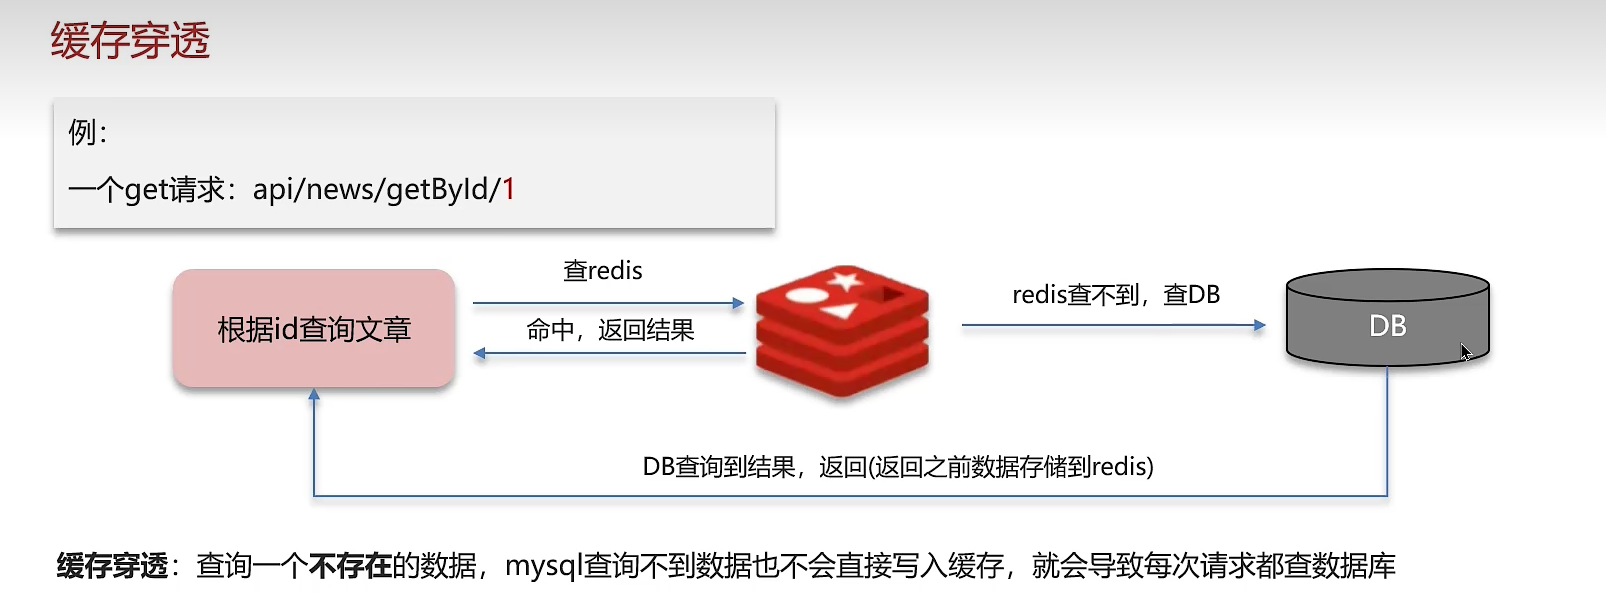 缓存穿透
例：
一个get请求：api/news/getById/1
查redis
命中，返回结果
根据id查询文章
redis查不到，查DB
DB
DB查询到结果，返回(返回之前数据存储到redis)
缓存穿透：查询一个不存在的数据，mysql查询不到数据也不会直接写入缓存，就会导致每次请求都查数据库